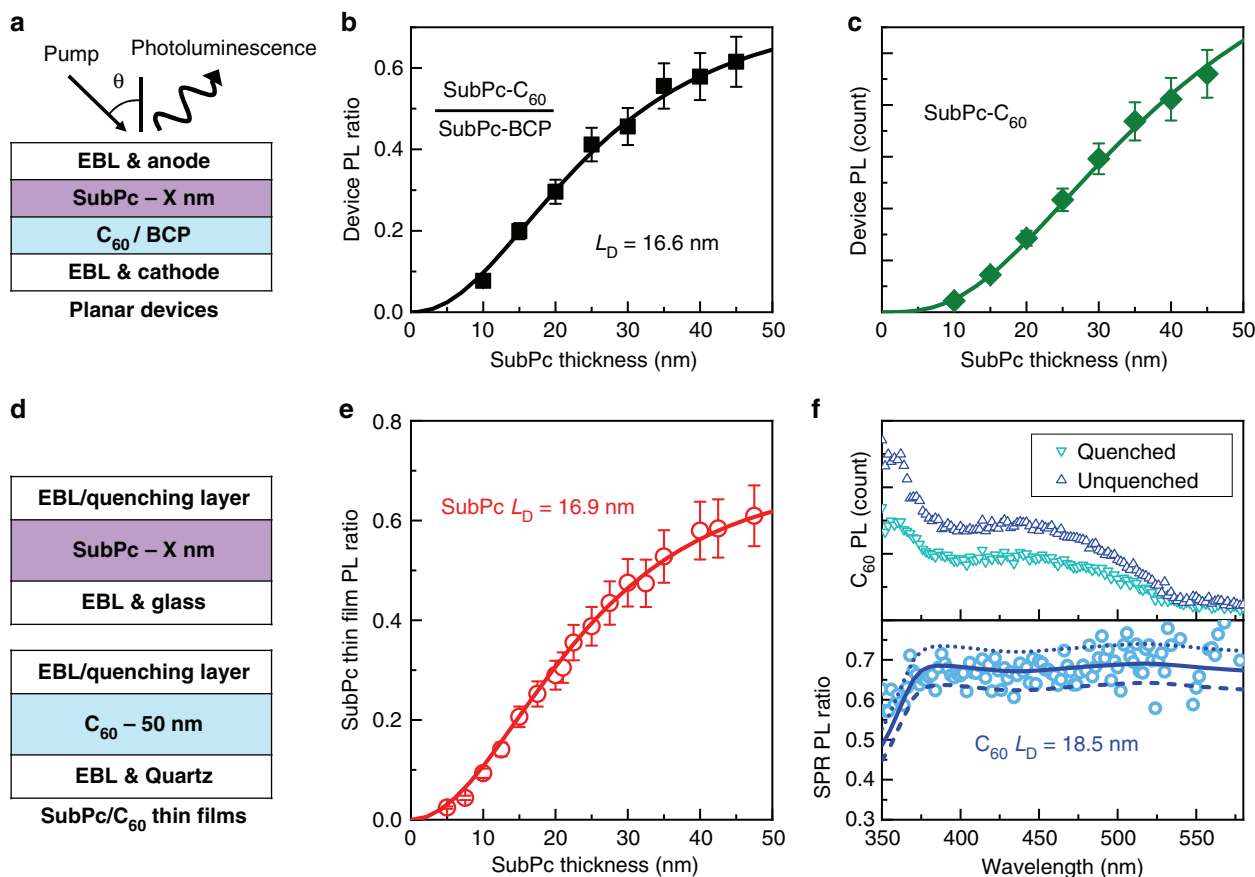 a
Pump
Photoluminescence
θ
EBL & anode
SubPc – X nm
C60 / BCP
EBL & cathode
Planar devices
b
Device PL ratio
0.6
0.4
0.2
0.0
SubPc-C60
SubPc-BCP
LD = 16.6 nm
0 10 20 30 40 50
SubPc thickness (nm)
c
Device PL (count)
SubPc-C60
0 10 20 30 40 50
SubPc thickness (nm)
d
EBL/quenching layer
SubPc – X nm
EBL & glass
EBL/quenching layer
C60 – 50 nm
EBL & Quartz
SubPc/C60 thin films
e
SubPc thin film PL ratio
0.8
0.6
0.4
0.2
0.0
SubPc LD = 16.9 nm
0 10 20 30 40 50
SubPc thickness (nm)
f
C60 PL (count)
Quenched
Unquenched
SPR PL ratio
0.7
0.6
0.5
0.4
0.3
C60 LD = 18.5 nm
350 400 450 500 550
Wavelength (nm)